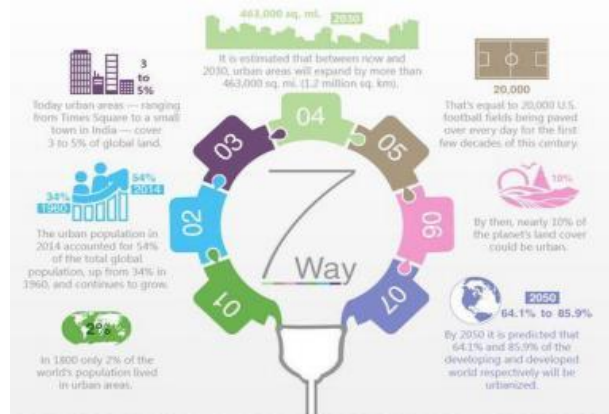 463,000 sq. mi. 2030
It is estimated that between now and
2030, urban areas will expand by more than
463,000 sq. mi. (1.2 million sq. km).
3
to
5%
Today urban areas — ranging
from Times Square to a small
town in India — cover
3 to 5% of global land.
20,000
That's equal to 20,000 U.S.
football fields being paved
over every day for the first
few decades of this century.
34%
1960
54%
2014
The urban population in
2014 accounted for 54%
of the total global
population, up from 34% in
1960, and continues to grow.
10%
By then, nearly 10% of
the planet's land cover
could be urban.
2%
In 1800 only 2% of the
world's population lived
in urban areas.
2050
64.1% to 85.9%
By 2050 it is predicted that
64.1% and 85.9% of the
developing and developed
world respectively will be
urbanized.
01
02
03
04
05
06
07
7 Way